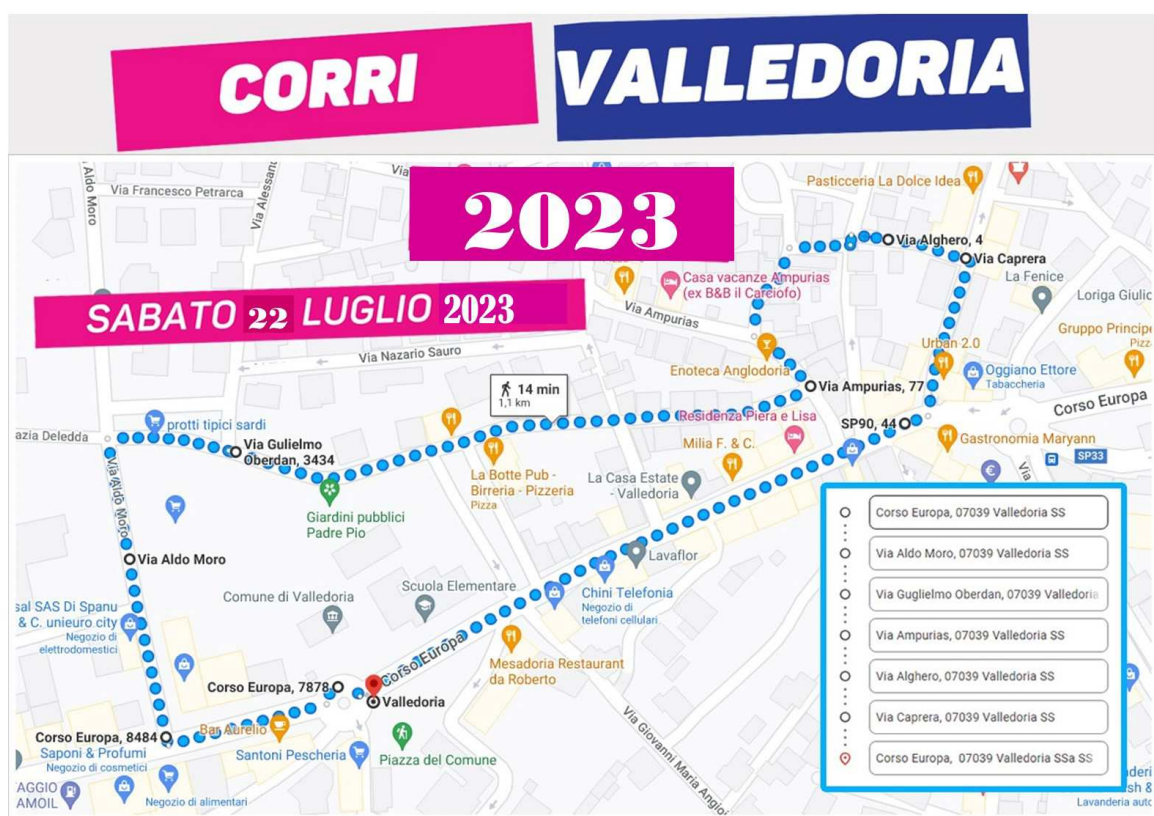 CORRI VALLEDORIA
2023
SABATO 22 LUGLIO 2023
Via Francesco Petrarca
Aldo Moro
Via
Pasticceria La Dolce Idea
Via Alghero, 4
Via Caprera
La Fenice
Casa vacanze Ampurias
(ex B&B il Carciofo)
Via Ampurias
Via Nazario Sauro
Enoteca Anglodoria
Urban 2.0
Oggiano Ettore
Tabaccheria
14 min
1,1 km
Via Ampurias, 77
Corso Europa
Residenza Piera e Lisa
SP90, 44
Gastronomia Maryann
SP33
Via
azia Deledda
protti tipici sardi
Via Gulielmo
Oberdan, 3434
Milia F. & C.
La Botte Pub -
Birreria - Pizzeria
Pizza
La Casa Estate
- Valledoria
Giardini pubblici
Padre Pio
Via Aldo Moro
Via Aldo Moro
Lavaflor
Scuola Elementare
Chini Telefonia
Negozio di
telefoni cellulari
Comune di Valledoria
sal SAS Di Spanu
& C. unieuro city
Negozio di
elettrodomestici
Corso Europa
Mesadoria Restaurant
da Roberto
Corso Europa, 7878
Valledoria
Corso Europa, 8484
Bar Aurelio
Saponi & Profumi
Negozio di cosmetici
Santoni Pescheria
Piazza del Comune
Negozio di alimentari
AGGIO
AMOIL
Via Giovanni Maria Angioi
Loriga Giulic
Gruppo Principe
Pizz
Corso Europa, 07039 Valledoria SS
Via Aldo Moro, 07039 Valledoria SS
Via Guglielmo Oberdan, 07039 Valledoria
Via Ampurias, 07039 Valledoria SS
Via Alghero, 07039 Valledoria SS
Via Caprera, 07039 Valledoria SS
Corso Europa, 07039 Valledoria SSa SS
sh &
Lavanderia auto